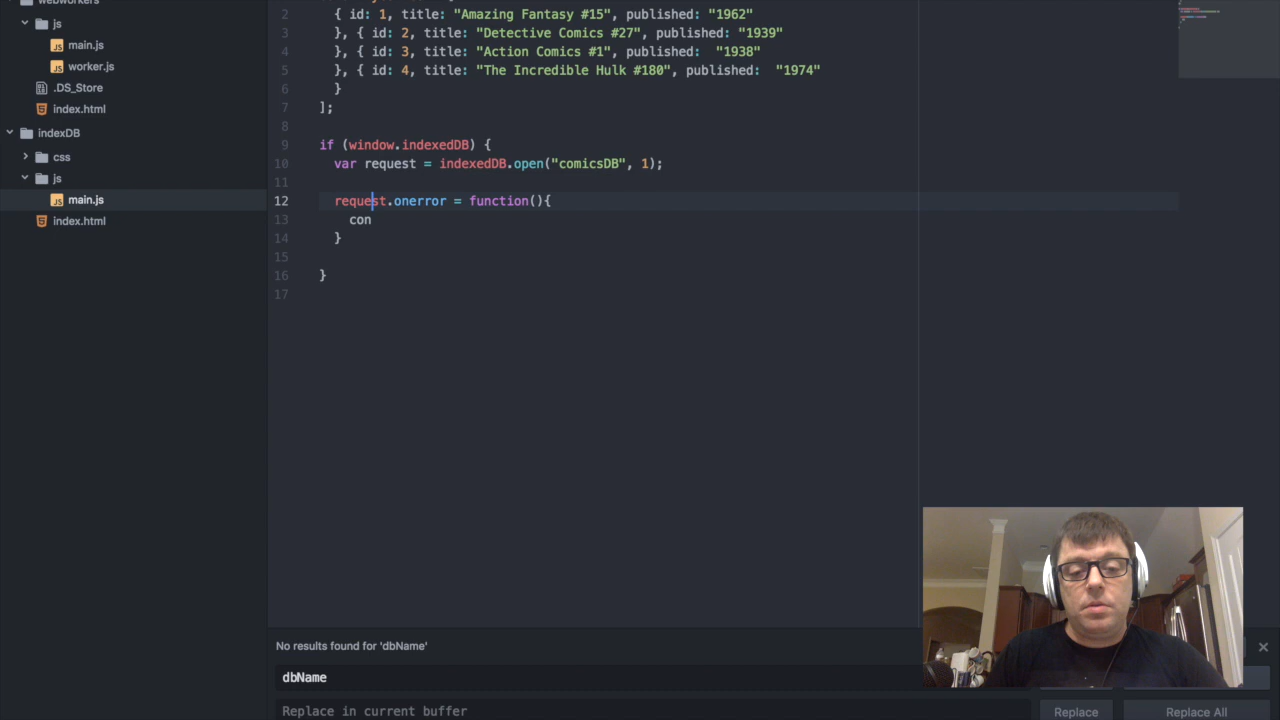 webworkers
js
main.js
worker.js
.DS_Store
index.html
indexDB
css
js
main.js
index.html
2 { id: 1, title: "Amazing Fantasy #15", published: "1962"
3 }, { id: 2, title: "Detective Comics #27", published: "1939"
4 }, { id: 3, title: "Action Comics #1", published:  "1938"
5 }, { id: 4, title: "The Incredible Hulk #180", published:  "1974"
6 }
7 ];
8
9 if (window.indexedDB) {
10 var request = indexedDB.open("comicsDB", 1);
11
12 request.onerror = function(){
13 con
14 }
15
16 }
17
No results found for 'dbName'
dbName
Replace in current buffer
Replace
Replace All